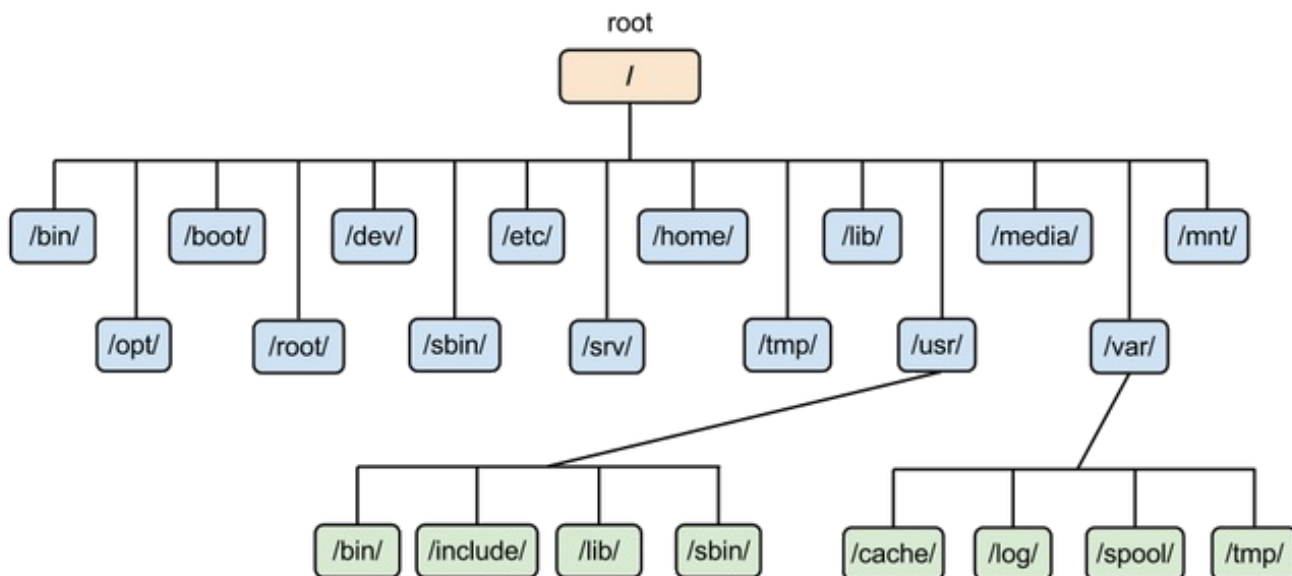 root
/
/bin/ /boot/ /dev/ /etc/ /home/ /lib/ /media/ /mnt/
/opt/ /root/ /sbin/ /srv/ /tmp/ /usr/ /var/
/bin/ /include/ /lib/ /sbin/ /cache/ /log/ /spool/ /tmp/